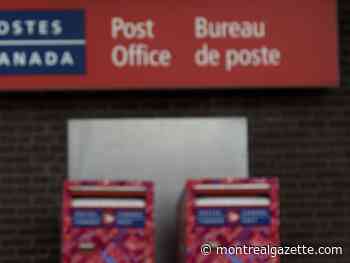 OSTES
ANADA
Post
Office
Bureau
de poste
montrealgazette.com